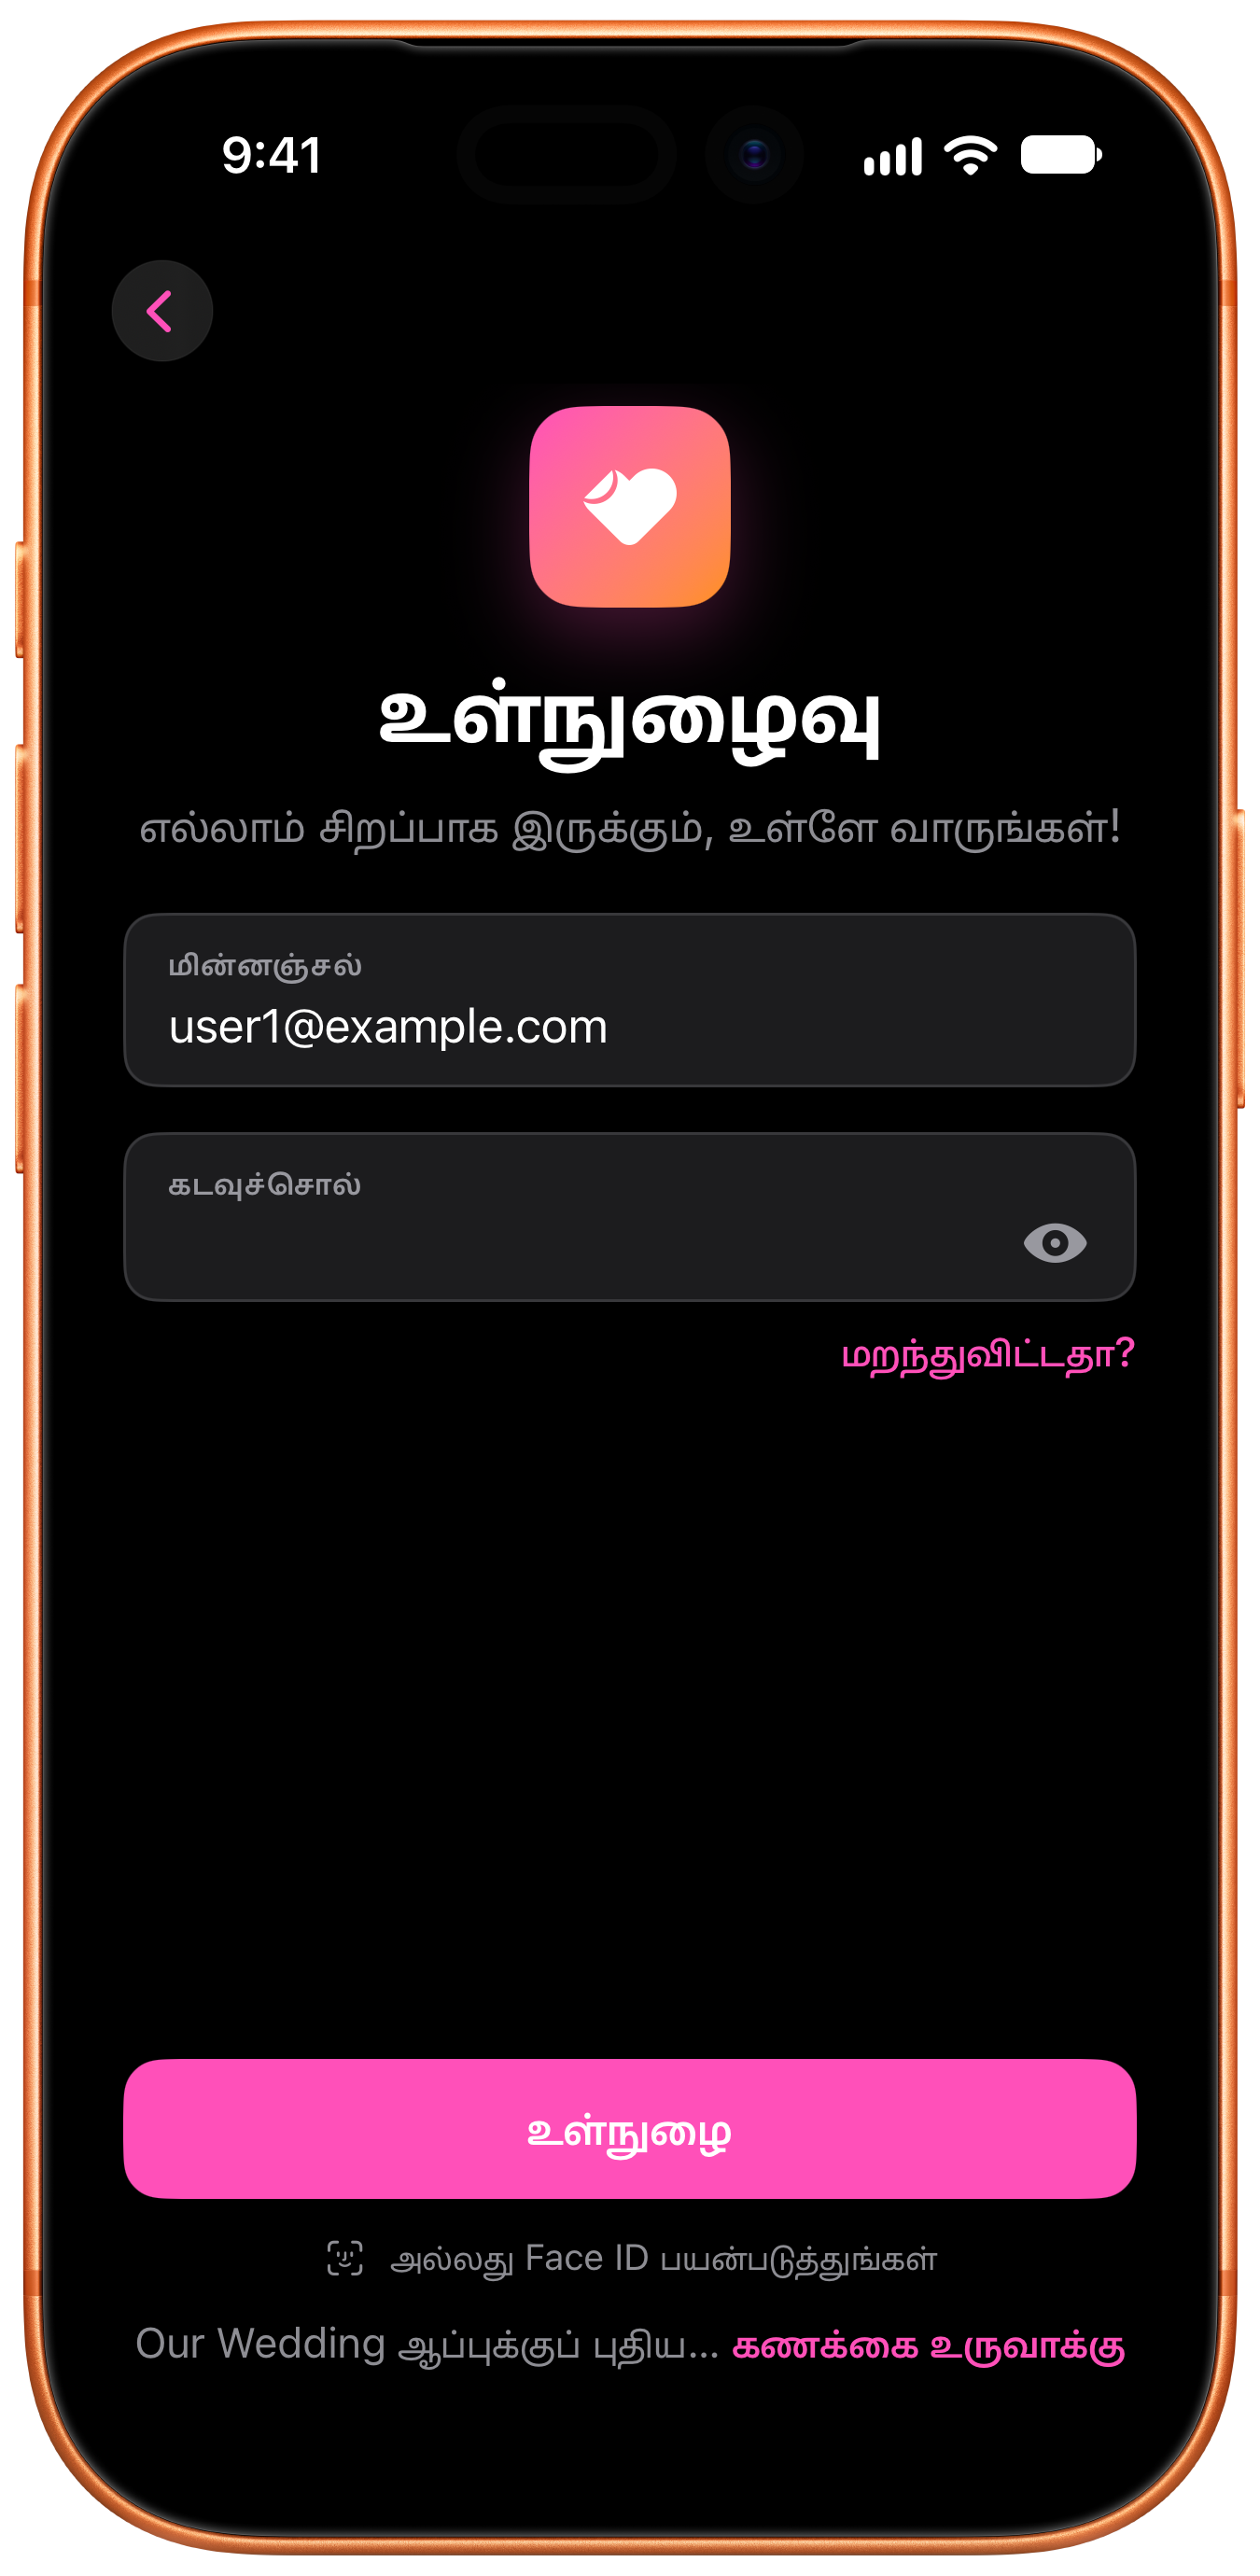 9:41
உள்நுழைவு
எல்லாம் சிறப்பாக இருக்கும், உள்ளே வாருங்கள்!
மின்னஞ்சல்
user1@example.com
கடவுச்சொல்
மறந்துவிட்டதா?
உள்நுழை
அல்லது Face ID பயன்படுத்துங்கள்
Our Wedding ஆப்புக்குப் புதிய... கணக்கை உருவாக்கு